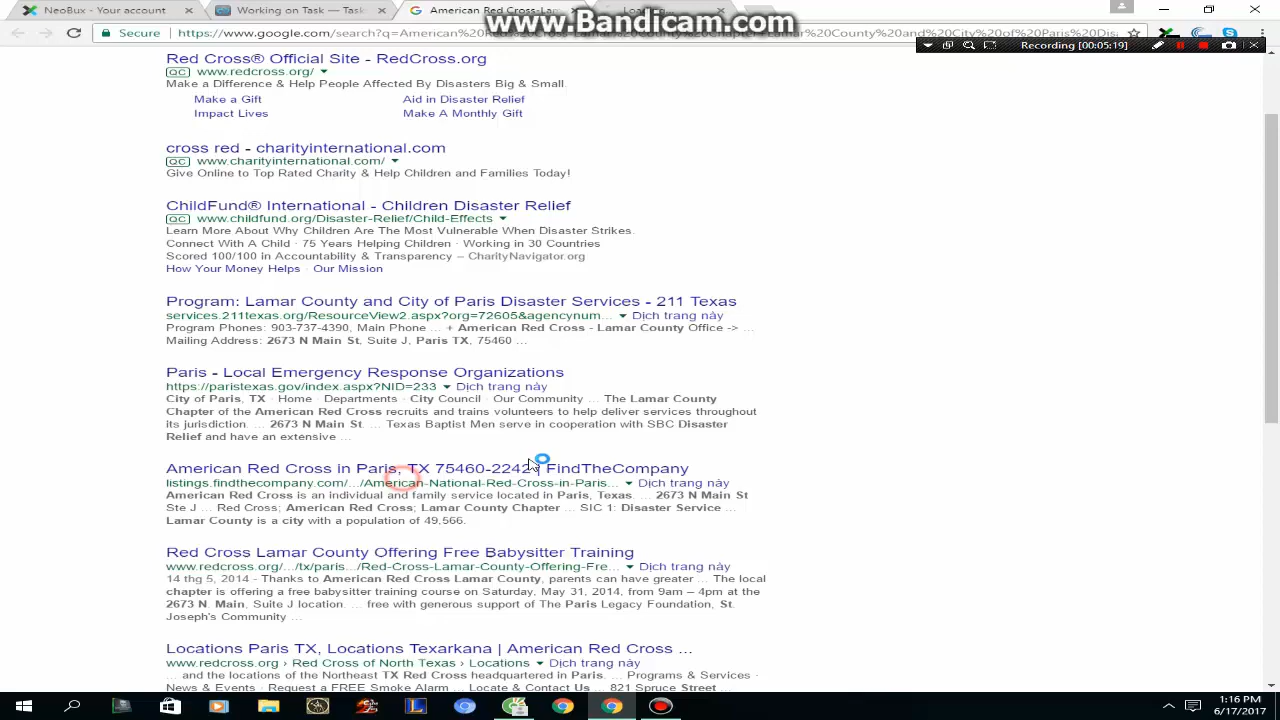 NeoBux - Your account
Working on Task —
American Red Cross-Lam
www.Bandicam.com
Secure
https://www.google.com/search?q=American%20Red
Recording [00:05:19]
Red Cross® Official Site - RedCross.org
QC www.redcross.org/
Make a Difference & Help People Affected By Disasters Big & Small.
Make a Gift Aid in Disaster Relief
Impact Lives Make A Monthly Gift
cross red - charityinternational.com
QC www.charityinternational.com/
Give Online to Top Rated Charity & Help Children and Families Today!
ChildFund® International - Children Disaster Relief
QC www.childfund.org/Disaster-Relief/Child-Effects
Learn More About Why Children Are The Most Vulnerable When Disaster Strikes.
Connect With A Child · 75 Years Helping Children · Working in 30 Countries
Scored 100/100 in Accountability & Transparency – CharityNavigator.org
How Your Money Helps · Our Mission
Program: Lamar County and City of Paris Disaster Services - 211 Texas
services.211texas.org/ResourceView2.aspx?org=72605&agencynum... Dịch trang này
Program Phones: 903-737-4390, Main Phone ... + American Red Cross - Lamar County Office -> ...
Mailing Address: 2673 N Main St, Suite J, Paris TX, 75460 ...
Paris - Local Emergency Response Organizations
https://paristexas.gov/index.aspx?NID=233 Dịch trang này
City of Paris, TX · Home · Departments · City Council · Our Community ... The Lamar County
Chapter of the American Red Cross recruits and trains volunteers to help deliver services throughout
its jurisdiction. ... 2673 N Main St. ... Texas Baptist Men serve in cooperation with SBC Disaster
Relief and have an extensive ...
American Red Cross in Paris, TX 75460-2242 | FindTheCompany
listings.findthecompany.com/.../American-National-Red-Cross-in-Paris... Dịch trang này
American Red Cross is an individual and family service located in Paris, Texas. ... 2673 N Main St
Ste J ... Red Cross; American Red Cross; Lamar County Chapter ... SIC 1: Disaster Service ...
Lamar County is a city with a population of 49,566.
Red Cross Lamar County Offering Free Babysitter Training
www.redcross.org/.../tx/paris.../Red-Cross-Lamar-County-Offering-Fre... Dịch trang này
14 thg 5, 2014 - Thanks to American Red Cross Lamar County, parents can have greater ... The local
chapter is offering a free babysitter training course on Saturday, May 31, 2014, from 9am – 4pm at the
2673 N. Main, Suite J location. ... free with generous support of The Paris Legacy Foundation, St.
Joseph's Community ...
Locations Paris TX, Locations Texarkana | American Red Cross ...
www.redcross.org › Red Cross of North Texas › Locations Dịch trang này
... and the locations of the Northeast TX Red Cross headquartered in Paris. ... Programs & Services ·
News & Events · Request a FREE Smoke Alarm ... Locate & Contact Us ... 821 Spruce Street ...
1:16 PM
6/17/2017